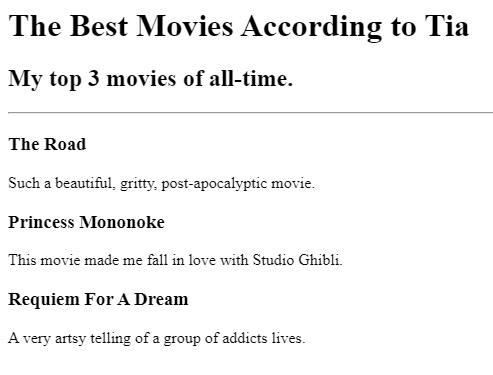 The Best Movies According to Tia
My top 3 movies of all-time.
The Road
Such a beautiful, gritty, post-apocalyptic movie.
Princess Mononoke
This movie made me fall in love with Studio Ghibli.
Requiem For A Dream
A very artsy telling of a group of addicts lives.